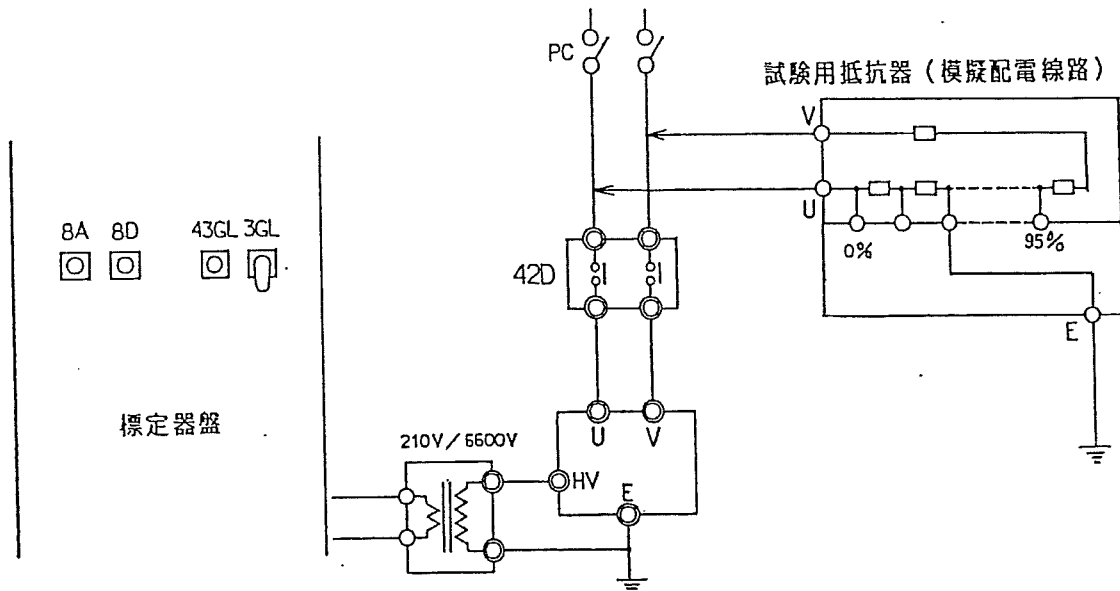 PC
試験用抵抗器（模擬配電線路）
V
U
0%
95%
E
8A 8D 43GL 3GL
42D
標定器盤
210V／6600V
U V
HV
E